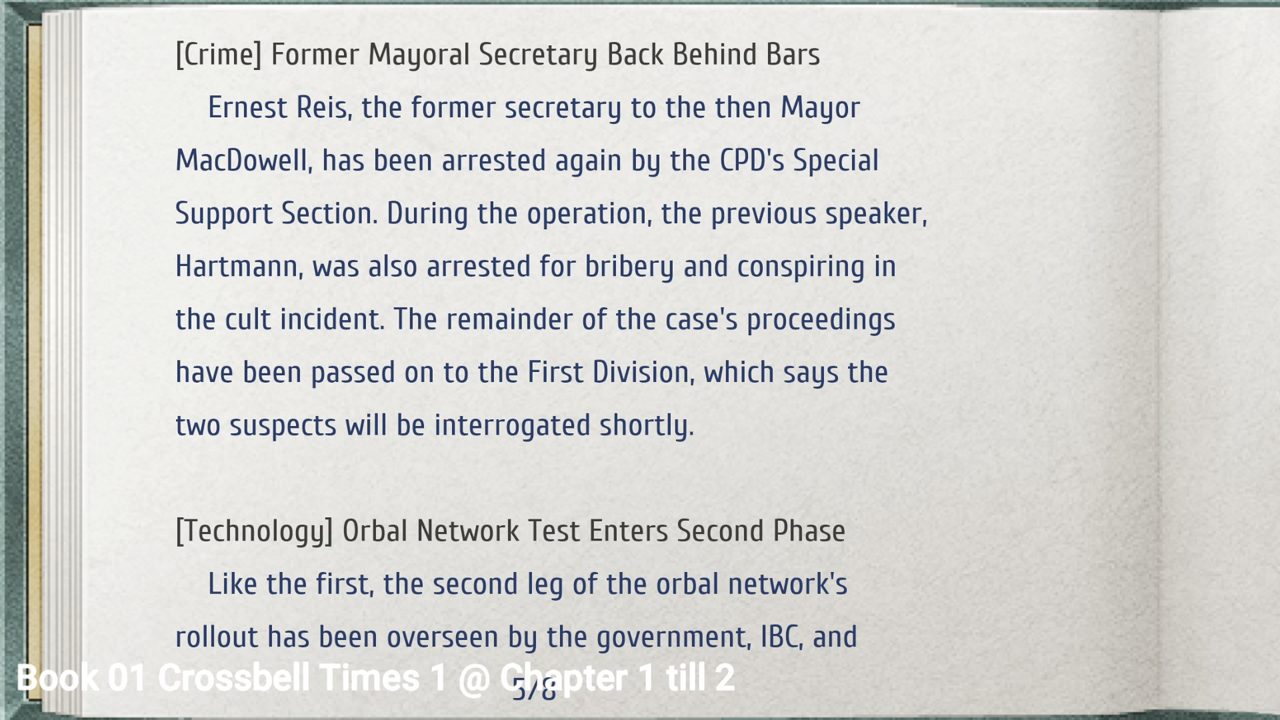 [Crime] Former Mayoral Secretary Back Behind Bars
Ernest Reis, the former secretary to the then Mayor
MacDowell, has been arrested again by the CPD's Special
Support Section. During the operation, the previous speaker,
Hartmann, was also arrested for bribery and conspiring in
the cult incident. The remainder of the case's proceedings
have been passed on to the First Division, which says the
two suspects will be interrogated shortly.
[Technology] Orbal Network Test Enters Second Phase
Like the first, the second leg of the orbal network's
rollout has been overseen by the government, IBC, and
Book 01 Crossbell Times 1 @ Chapter 1 till 2
5/8